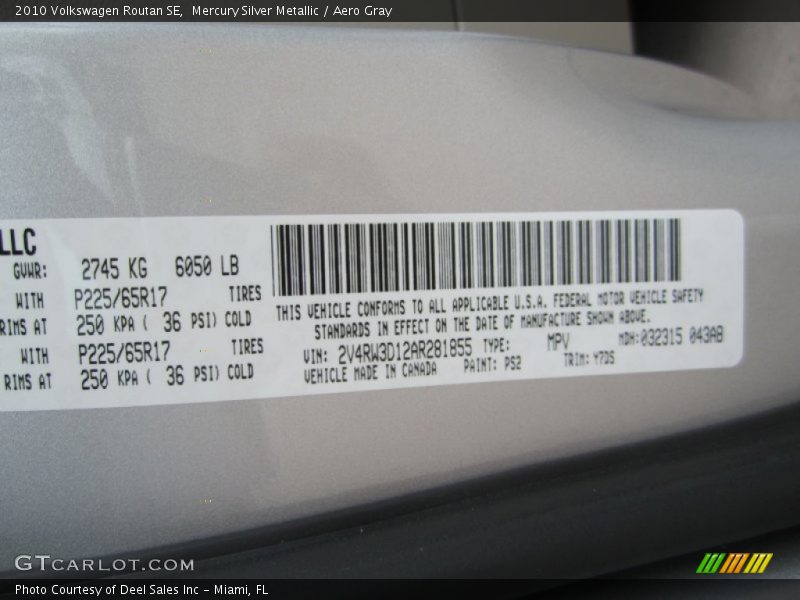 2010 Volkswagen Routan SE, Mercury Silver Metallic / Aero Gray
LLC
GVWR: 2745 KG 6050 LB
WITH P225/65R17 TIRES
RIMS AT 250 KPA ( 36 PSI) COLD
WITH P225/65R17 TIRES
RIMS AT 250 KPA ( 36 PSI) COLD
THIS VEHICLE CONFORMS TO ALL APPLICABLE U.S.A. FEDERAL MOTOR VEHICLE SAFETY
STANDARDS IN EFFECT ON THE DATE OF MANUFACTURE SHOWN ABOVE.
VIN: 2V4RW3D12AR281855 TYPE: MPV MDH: 032315 043AB
VEHICLE MADE IN CANADA PAINT: PS2 TRIM: Y7DS
GTCARLOT.COM
Photo Courtesy of Deel Sales Inc – Miami, FL